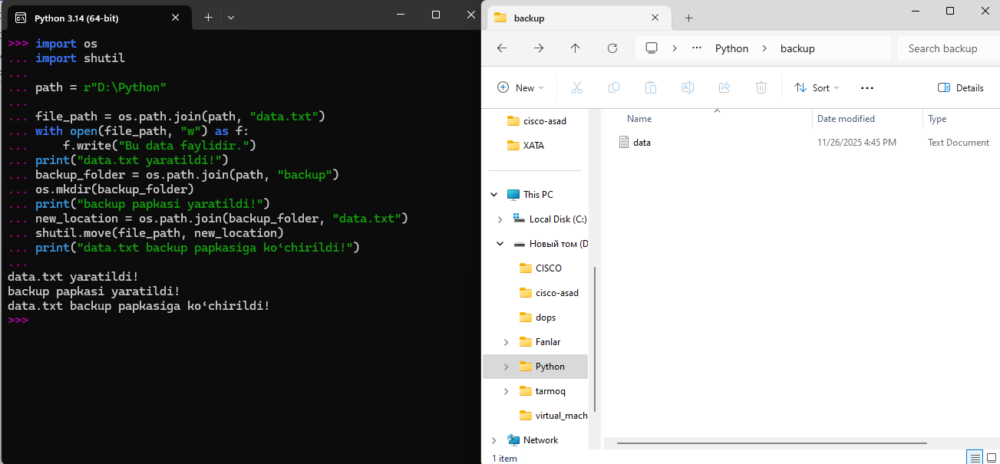 Python 3.14 (64-bit)
>>> import os
... import shutil
...
... path = r"D:\Python"
...
... file_path = os.path.join(path, "data.txt")
... with open(file_path, "w") as f:
...     f.write("Bu data faylidir.")
... print("data.txt yaratildi!")
... backup_folder = os.path.join(path, "backup")
... os.mkdir(backup_folder)
... print("backup papkasi yaratildi!")
... new_location = os.path.join(backup_folder, "data.txt")
... shutil.move(file_path, new_location)
... print("data.txt backup papkasiga ko‘chirildi!")
...
data.txt yaratildi!
backup papkasi yaratildi!
data.txt backup papkasiga ko‘chirildi!
>>>
backup
Python > backup
Search backup
New
Sort
Details
cisco-asad
XATA
This PC
Local Disk (C:)
Новый том (D
CISCO
cisco-asad
dops
Fanlar
Python
tarmoq
virtual_mach
Network
Name Date modified Type
data 11/26/2025 4:45 PM Text Document
1 item